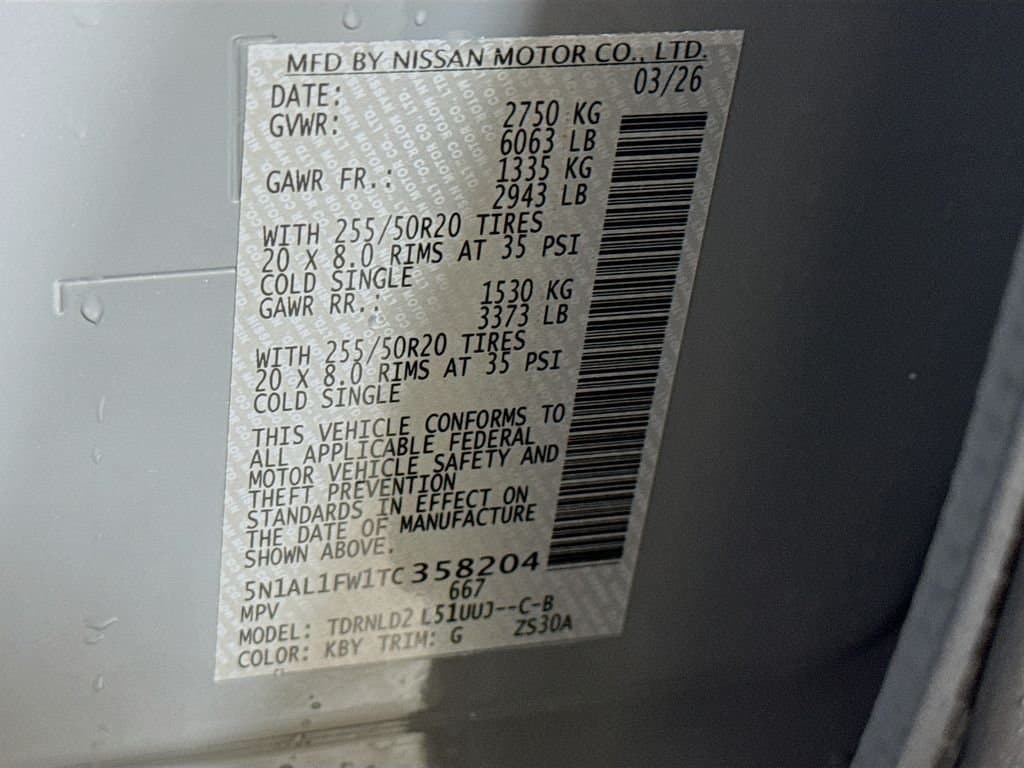 MFD BY NISSAN MOTOR CO., LTD.
DATE: 03/26
GVWR: 2750 KG
6063 LB
GAWR FR.: 1335 KG
2943 LB
WITH 255/50R20 TIRES
20 X 8.0 RIMS AT 35 PSI
COLD SINGLE
GAWR RR.: 1530 KG
3373 LB
WITH 255/50R20 TIRES
20 X 8.0 RIMS AT 35 PSI
COLD SINGLE
THIS VEHICLE CONFORMS TO
ALL APPLICABLE FEDERAL
MOTOR VEHICLE SAFETY AND
THEFT PREVENTION
STANDARDS IN EFFECT ON
THE DATE OF MANUFACTURE
SHOWN ABOVE.
5N1AL1FW1TC358204
MPV 667
MODEL: TDRNLD2 L51UUJ--C-B
COLOR: KBY TRIM: G ZS30A